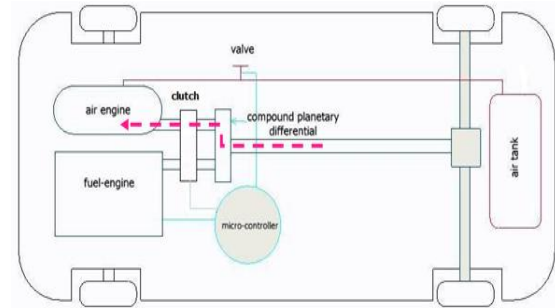 valve
clutch
air engine
compound planetary
differential
air tank
fuel-engine
micro-controller